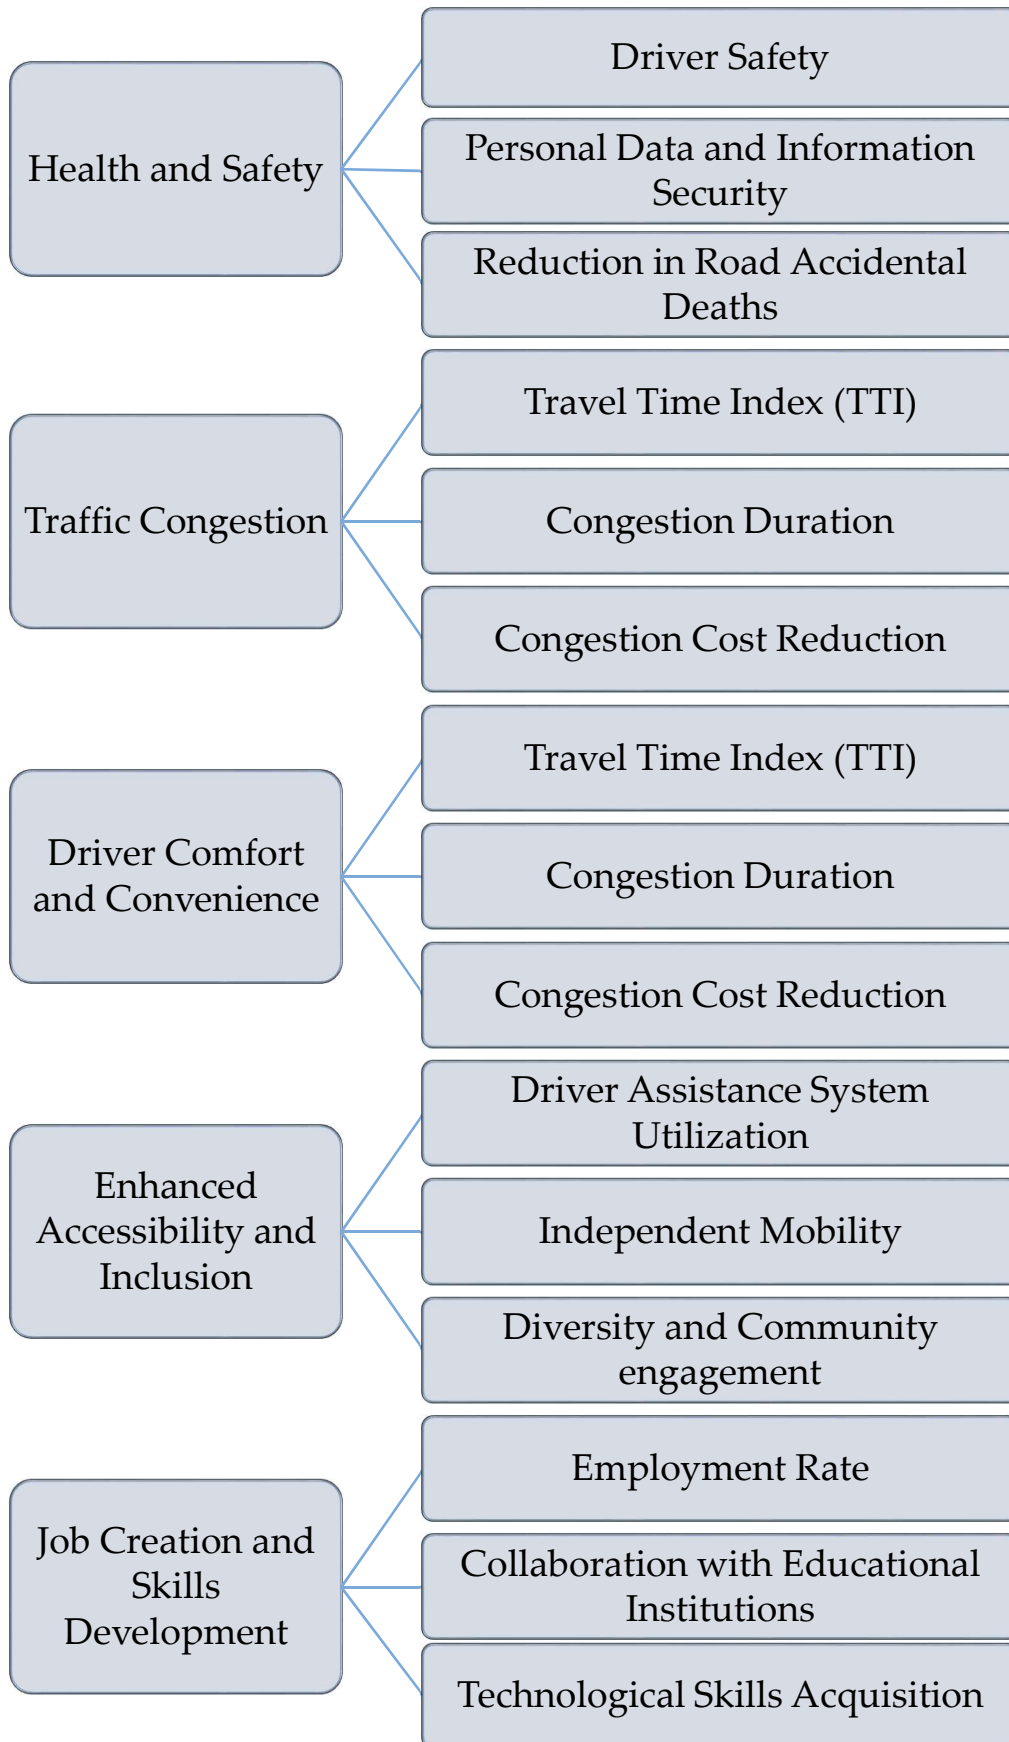 Health and Safety
Driver Safety
Personal Data and Information
Security
Reduction in Road Accidental
Deaths
Traffic Congestion
Travel Time Index (TTI)
Congestion Duration
Congestion Cost Reduction
Driver Comfort
and Convenience
Travel Time Index (TTI)
Congestion Duration
Congestion Cost Reduction
Enhanced
Accessibility and
Inclusion
Driver Assistance System
Utilization
Independent Mobility
Diversity and Community
engagement
Job Creation and
Skills
Development
Employment Rate
Collaboration with Educational
Institutions
Technological Skills Acquisition